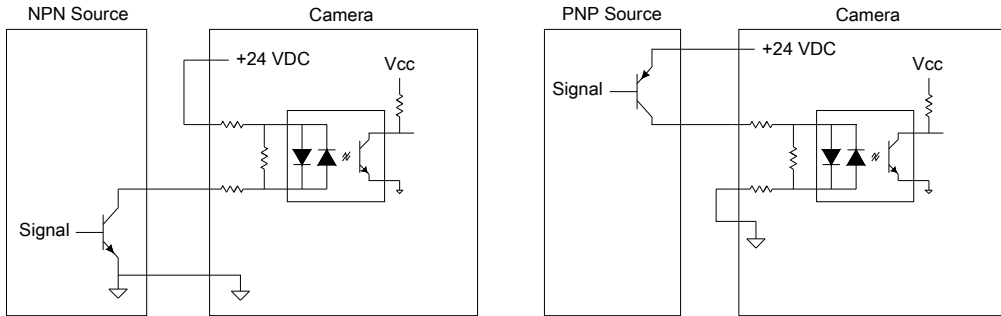 NPN Source
Camera
+24 VDC
Vcc
Signal
PNP Source
Camera
+24 VDC
Signal
Vcc